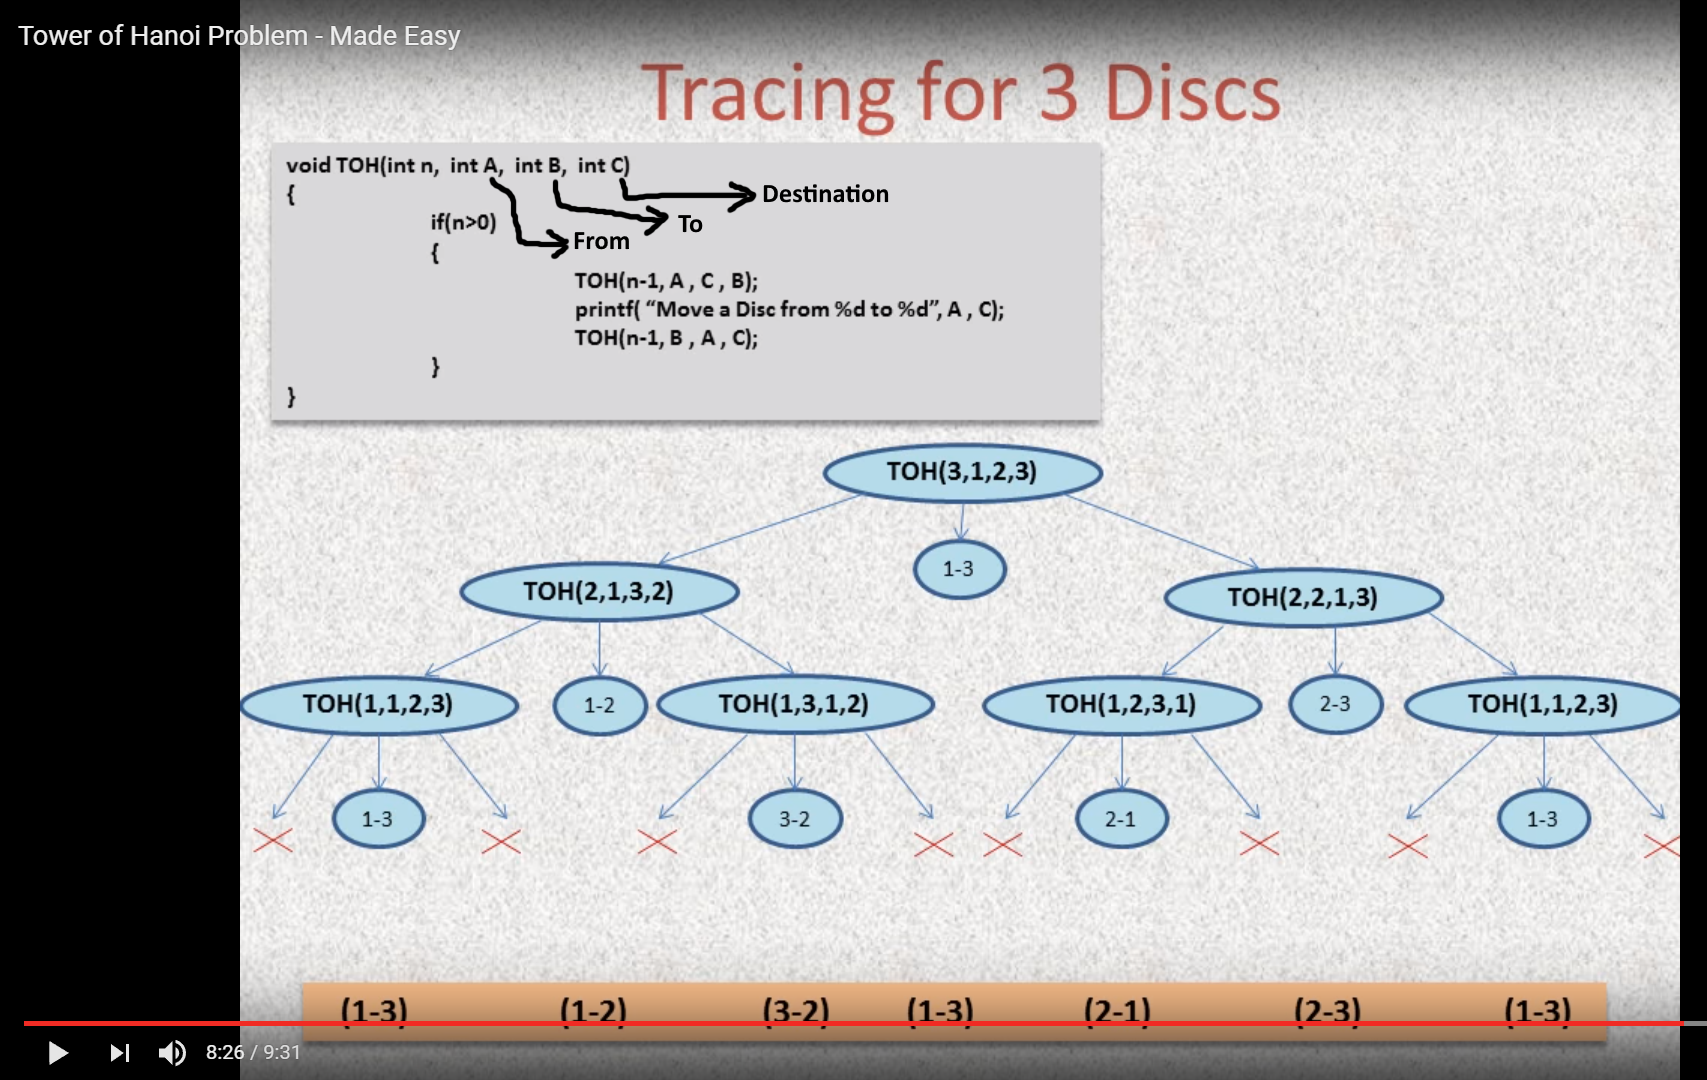 Tower of Hanoi Problem - Made Easy
Tracing for 3 Discs
void TOH(int n, int A, int B, int C)
{
Destination
if(n>0)
To
{
From
TOH(n-1, A , C , B);
printf( “Move a Disc from %d to %d”, A , C);
TOH(n-1, B , A , C);
}
}
TOH(3,1,2,3)
1-3
TOH(2,1,3,2)
TOH(2,2,1,3)
TOH(1,1,2,3) 1-2 TOH(1,3,1,2) TOH(1,2,3,1) 2-3 TOH(1,1,2,3)
1-3 3-2 2-1 1-3
(1-3) (1-2) (3-2) (1-3) (2-1) (2-3) (1-3)
8:26 / 9:31